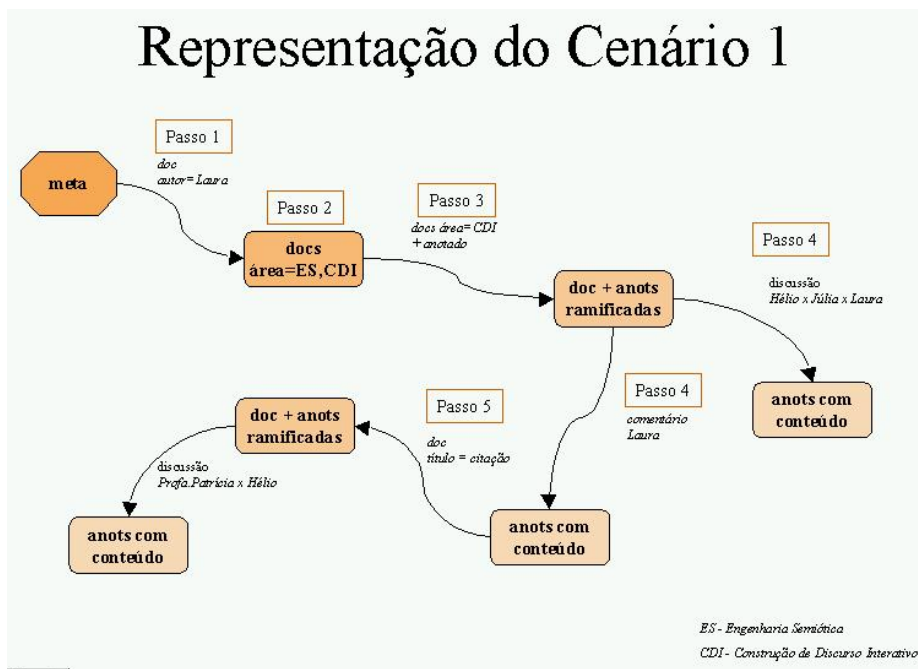 Representação do Cenário 1
Passo 1
doc
autor= Laura
meta
Passo 2
docs
área=ES,CDI
Passo 3
docs área= CDI
+ anotado
doc + anots
ramificadas
Passo 4
discussão
Hélio x Júlia x Laura
anots com
conteúdo
Passo 4
comentário
Laura
anots com
conteúdo
Passo 5
doc
título = citação
doc + anots
ramificadas
discussão
Profa.Patrícia x Hélio
anots com
conteúdo
ES - Engenharia Semiótica
CDI - Construção de Discurso Interativo